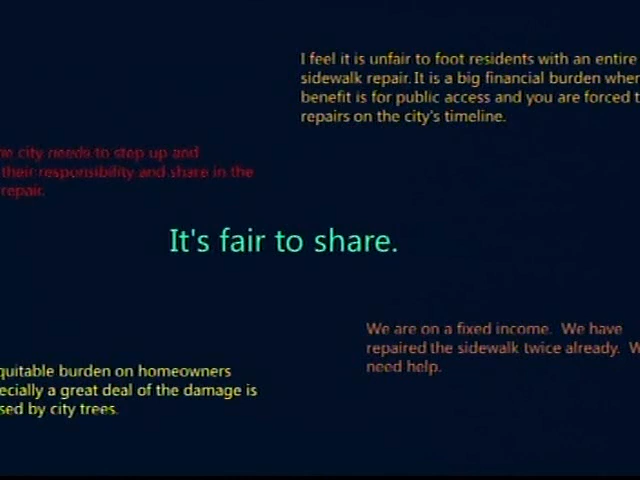 I feel it is unfair to foot residents with an entire
sidewalk repair. It is a big financial burden when
benefit is for public access and you are forced t
repairs on the city's timeline.
city needs to step up and
their responsibility and share in the
repair.
It's fair to share.
We are on a fixed income. We have
repaired the sidewalk twice already. W
need help.
quitable burden on homeowners
ecially a great deal of the damage is
sed by city trees.